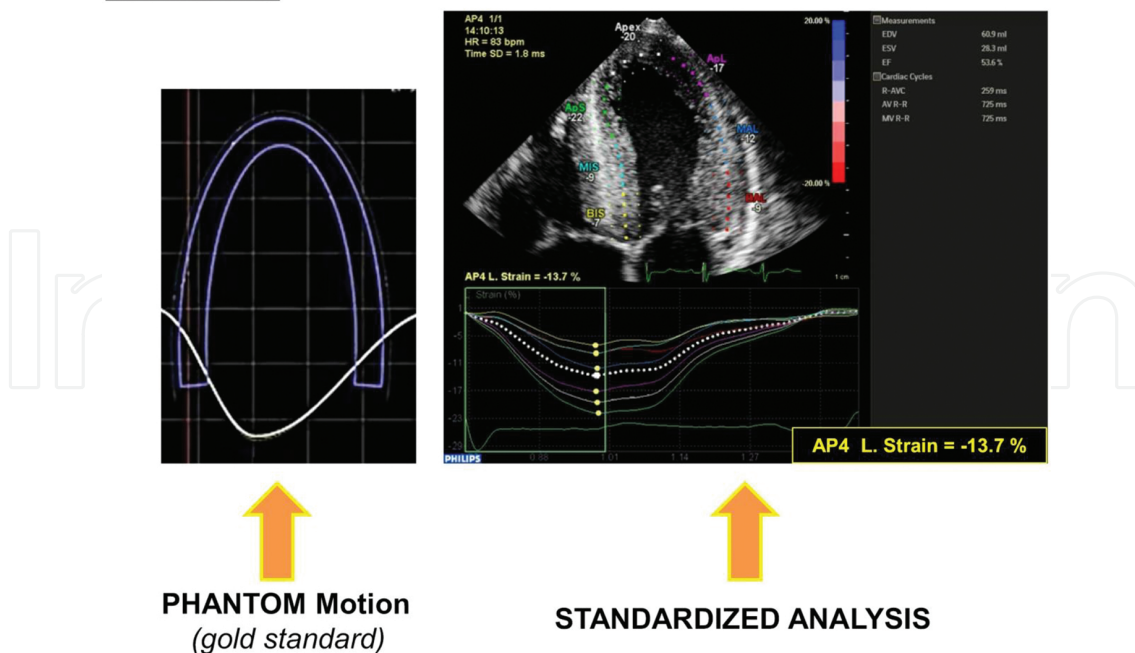 AP4 1/1
14:10:13
HR = 83 bpm
Time SD = 1.8 ms
Apex
-20
ApL
-17
ApS
-22
MAL
-12
MIS
-9
BAL
-9
BIS
-7
20.00 %
-20.00 %
1 cm
Measurements
EDV 60.9 ml
ESV 28.3 ml
EF 53.6 %
Cardiac Cycles
R-AVC 259 ms
AV R-R 725 ms
MV R-R 725 ms
AP4 L. Strain = -13.7 %
L. Strain (%)
1
-5
-11
-17
-23
-29
0.88 1.01 1.14 1.27
PHILIPS
AP4 L. Strain = -13.7 %
PHANTOM Motion
(gold standard)
STANDARDIZED ANALYSIS